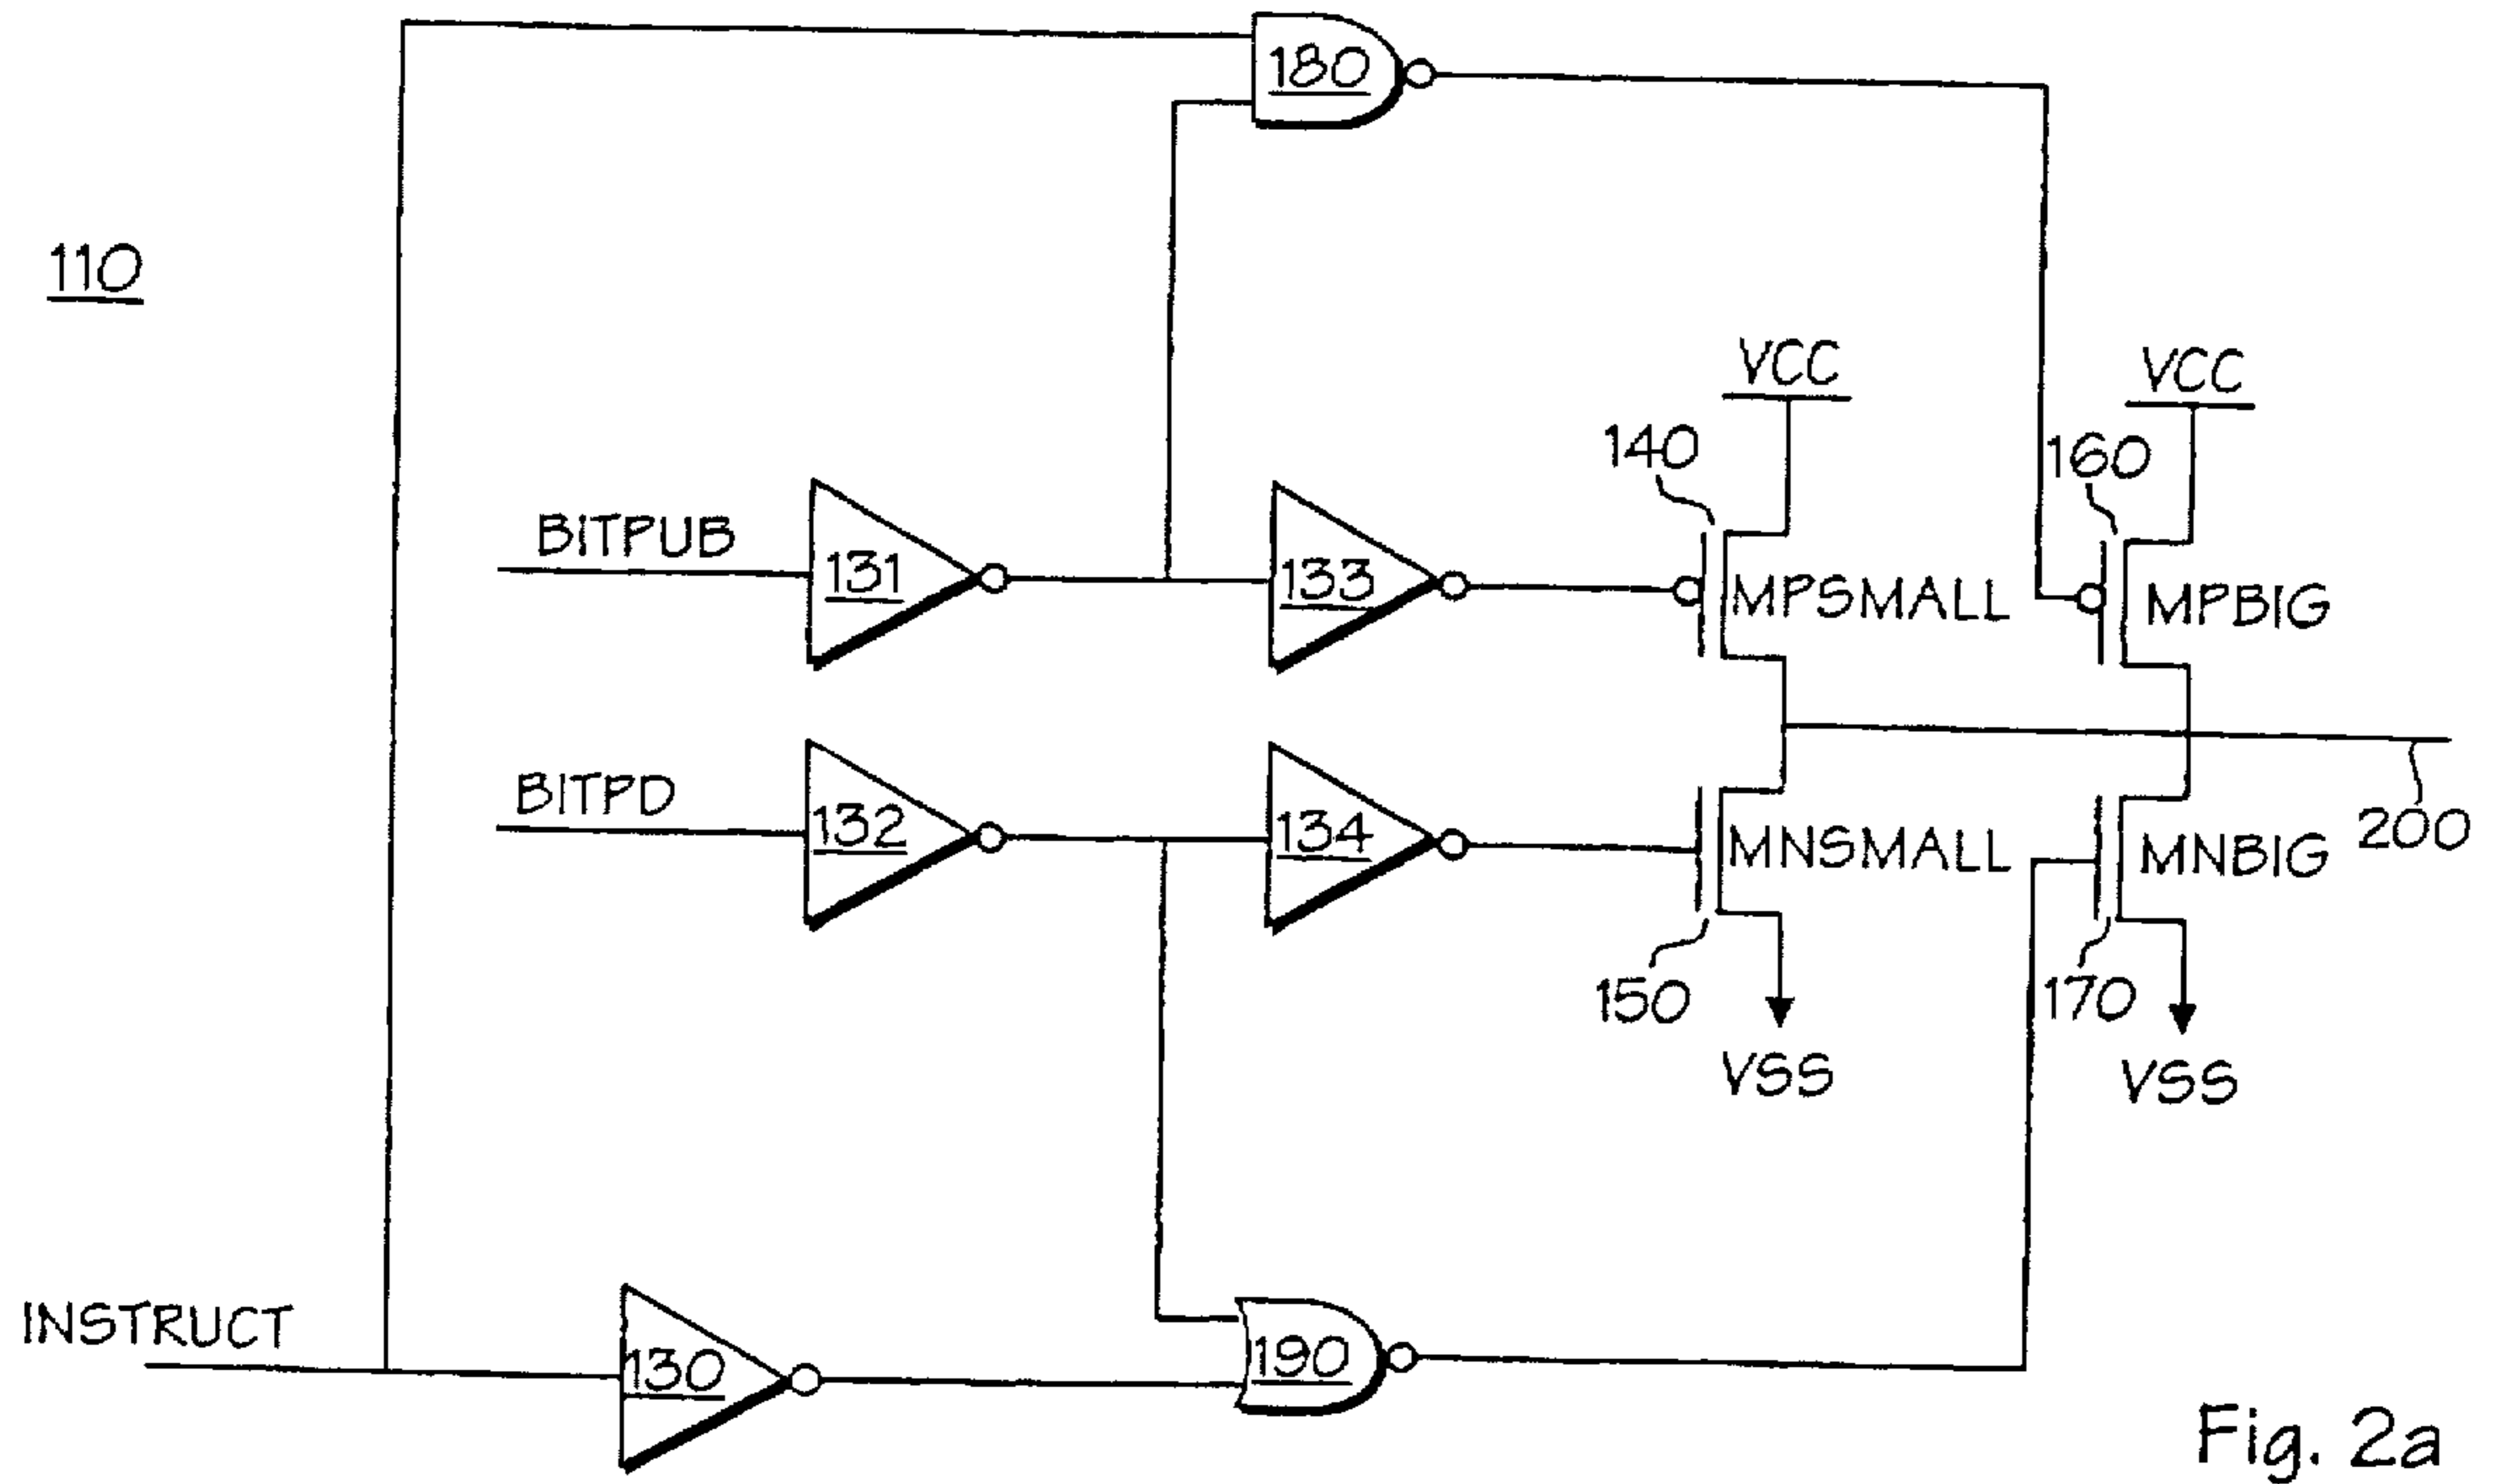 180
110
VCC
VCC
140
160
BITPUB
131
133
MPSMALL
MPBIG
BITPD
132
134
MNSMALL
MNBIG
200
150
170
VSS
VSS
INSTRUCT
130
190
Fig. 2a